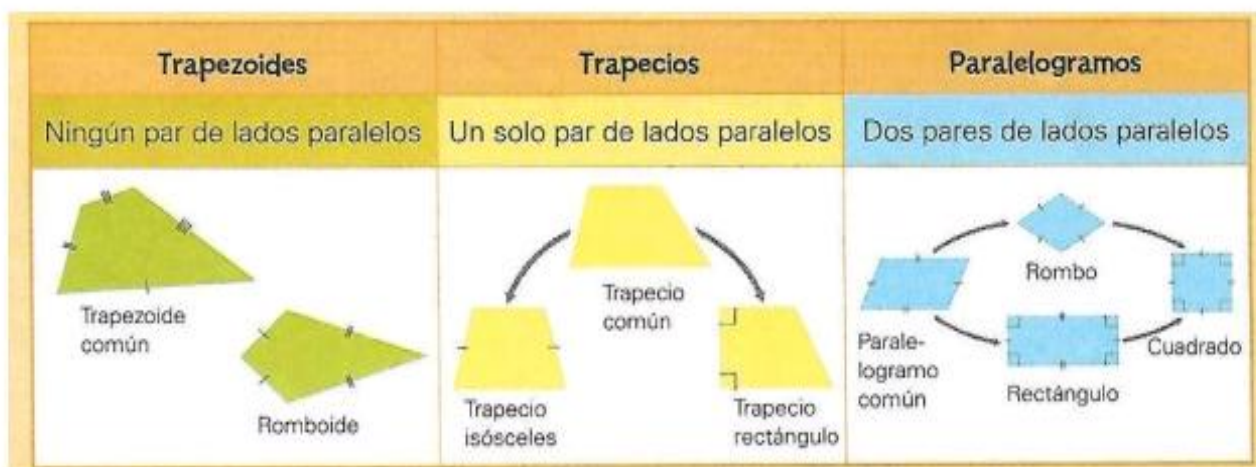 Trapezoides
Trapecios
Paralelogramos
Ningún par de lados paralelos
Un solo par de lados paralelos
Dos pares de lados paralelos
Trapezoide
común
Romboide
Trapecio
común
Trapecio
isósceles
Trapecio
rectángulo
Rombo
Parale-
logramo
común
Rectángulo
Cuadrado